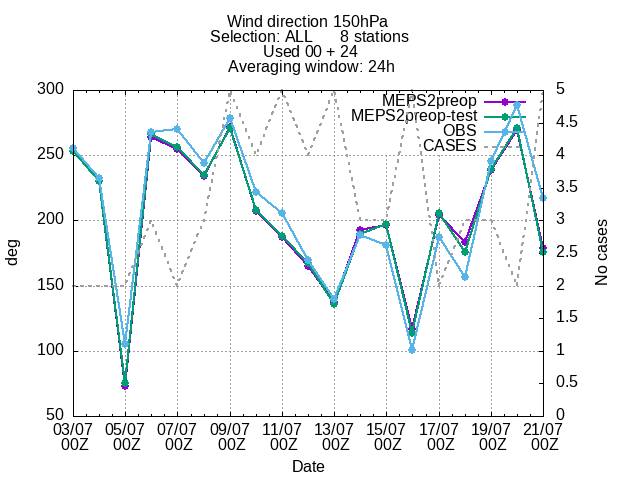 Wind direction 150hPa
Selection: ALL 8 stations
Used 00 + 24
Averaging window: 24h
MEPS2preop
MEPS2preop-test
OBS
CASES
300
250
200
150
100
50
deg
5
4.5
4
3.5
3
2.5
2
1.5
1
0.5
0
No cases
03/07 05/07 07/07 09/07 11/07 13/07 15/07 17/07 19/07 21/07
00Z 00Z 00Z 00Z 00Z 00Z 00Z 00Z 00Z 00Z
Date